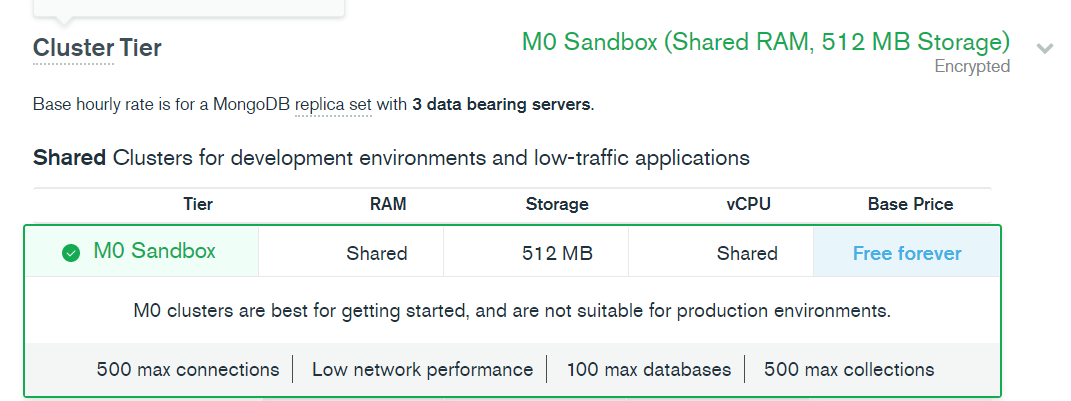 Cluster Tier
M0 Sandbox (Shared RAM, 512 MB Storage)
Encrypted
Base hourly rate is for a MongoDB replica set with 3 data bearing servers.
Shared Clusters for development environments and low-traffic applications
Tier RAM Storage vCPU Base Price
M0 Sandbox Shared 512 MB Shared Free forever
M0 clusters are best for getting started, and are not suitable for production environments.
500 max connections Low network performance 100 max databases 500 max collections